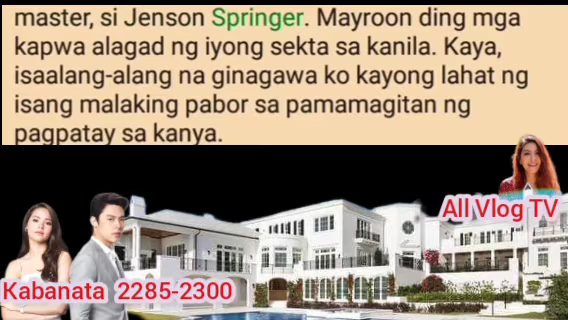 master, si Jenson Springer. Mayroon ding mga
kapwa alagad ng iyong sekta sa kanila. Kaya,
isaalang-alang na ginagawa ko kayong lahat ng
isang malaking pabor sa pamamagitan ng
pagpatay sa kanya.
All Vlog TV
Kabanata 2285-2300